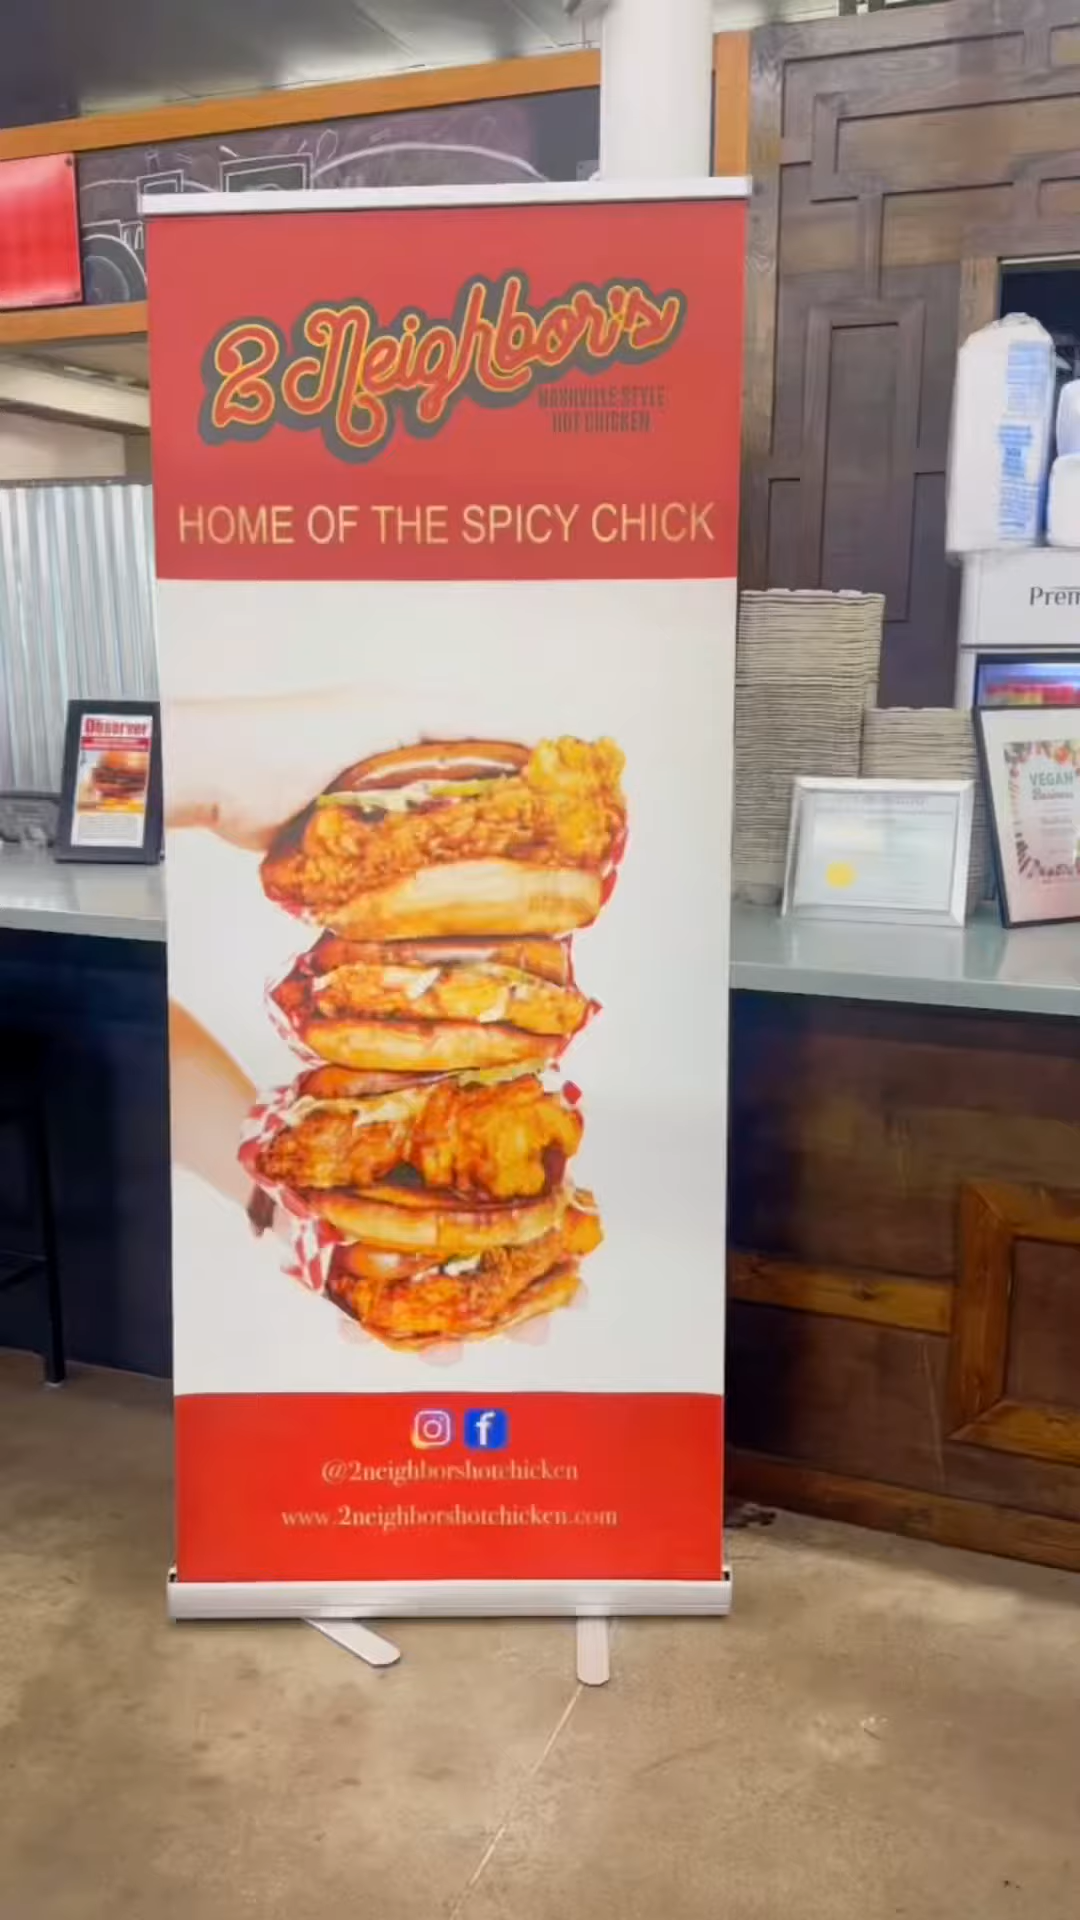 2 Neighbor's
NASHVILLE STYLE
HOT CHICKEN
HOME OF THE SPICY CHICK
Prem
Observer
VEGAN
@2neighborshotchicken
www.2neighborshotchicken.com